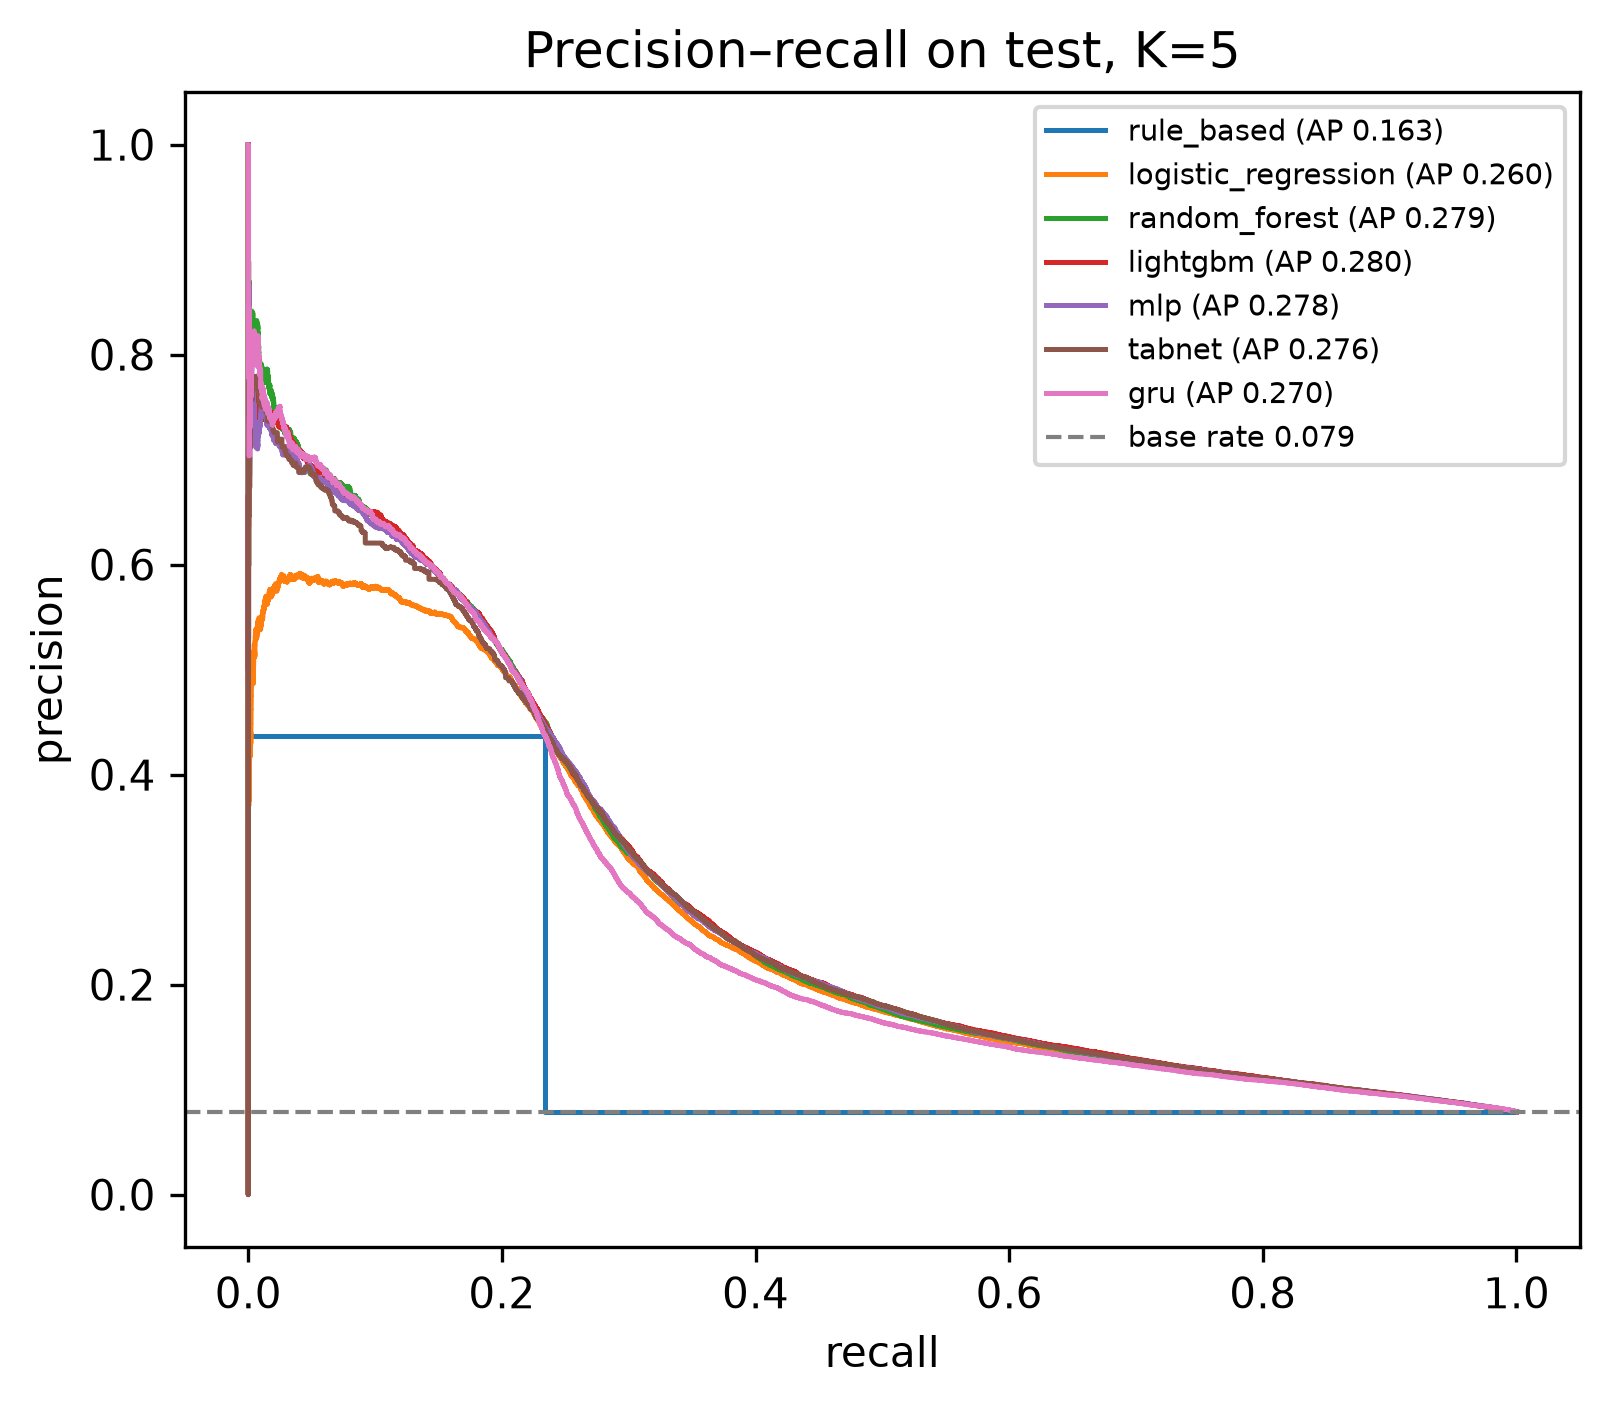 Precision–recall on test, K=5
rule_based (AP 0.163)
logistic_regression (AP 0.260)
random_forest (AP 0.279)
lightgbm (AP 0.280)
mlp (AP 0.278)
tabnet (AP 0.276)
gru (AP 0.270)
base rate 0.079
precision
1.0
0.8
0.6
0.4
0.2
0.0
0.0 0.2 0.4 0.6 0.8 1.0
recall